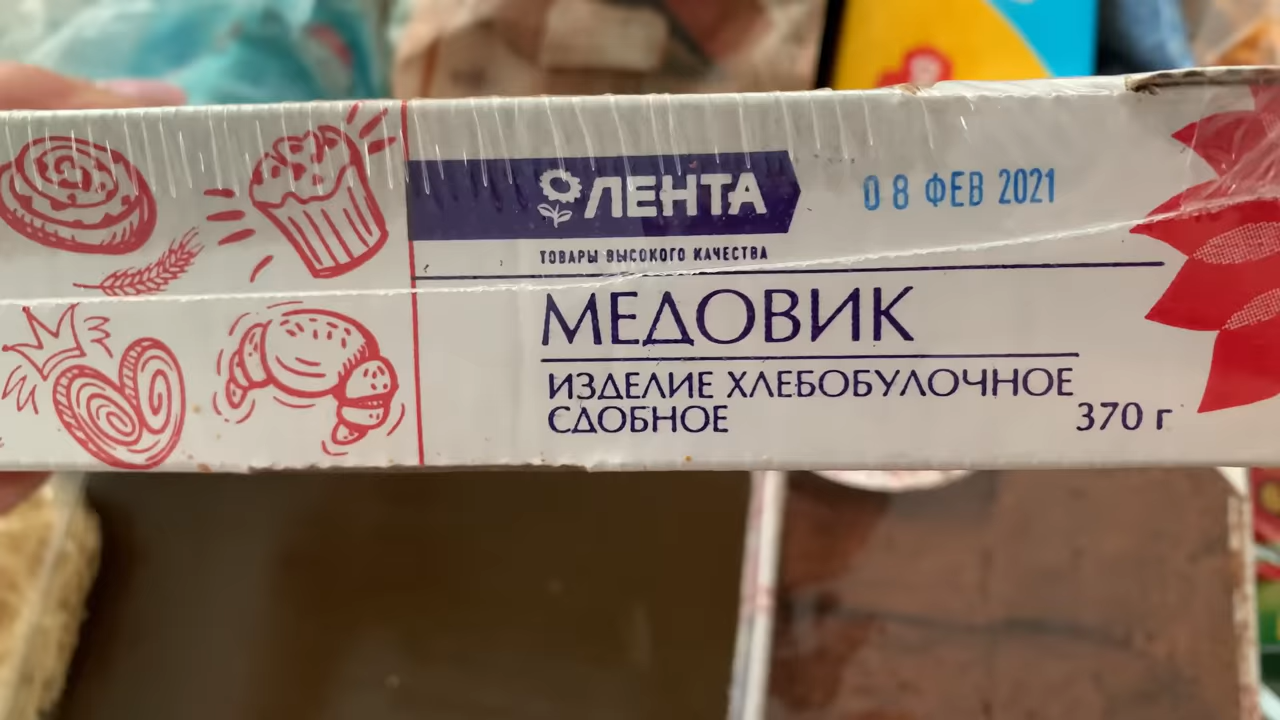 ЛЕНТА
08 ФЕВ 2021
ТОВАРЫ ВЫСОКОГО КАЧЕСТВА
МЕДОВИК
ИЗДЕЛИЕ ХЛЕБОБУЛОЧНОЕ
СДОБНОЕ
370 г